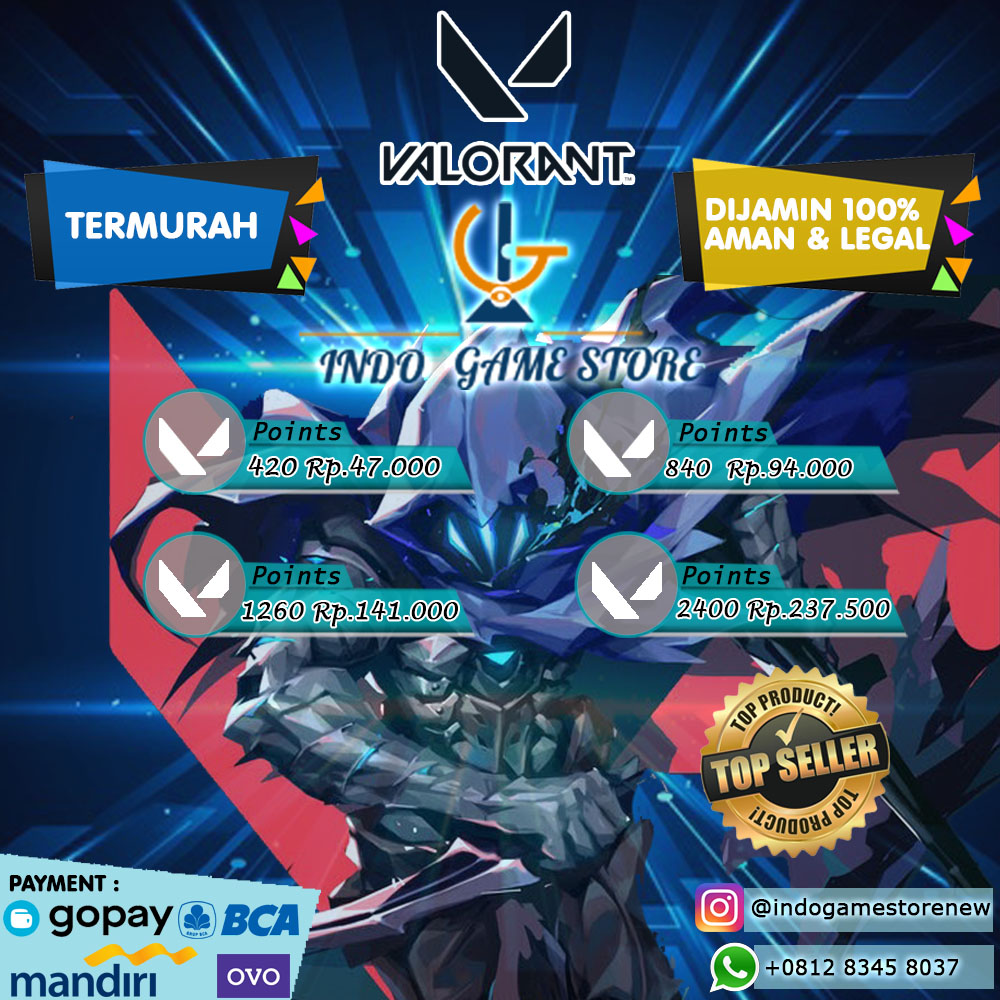 VALORANT
TM
TERMURAH
DIJAMIN 100%
AMAN & LEGAL
INDO GAME STORE
Points
420 Rp.47.000
Points
840 Rp.94.000
Points
1260 Rp.141.000
Points
2400 Rp.237.500
TOP PRODUCT!
TOP SELLER
TOP PRODUCT!
PAYMENT :
gopay BCA
mandiri OVO
@indogamestorenew
+0812 8345 8037